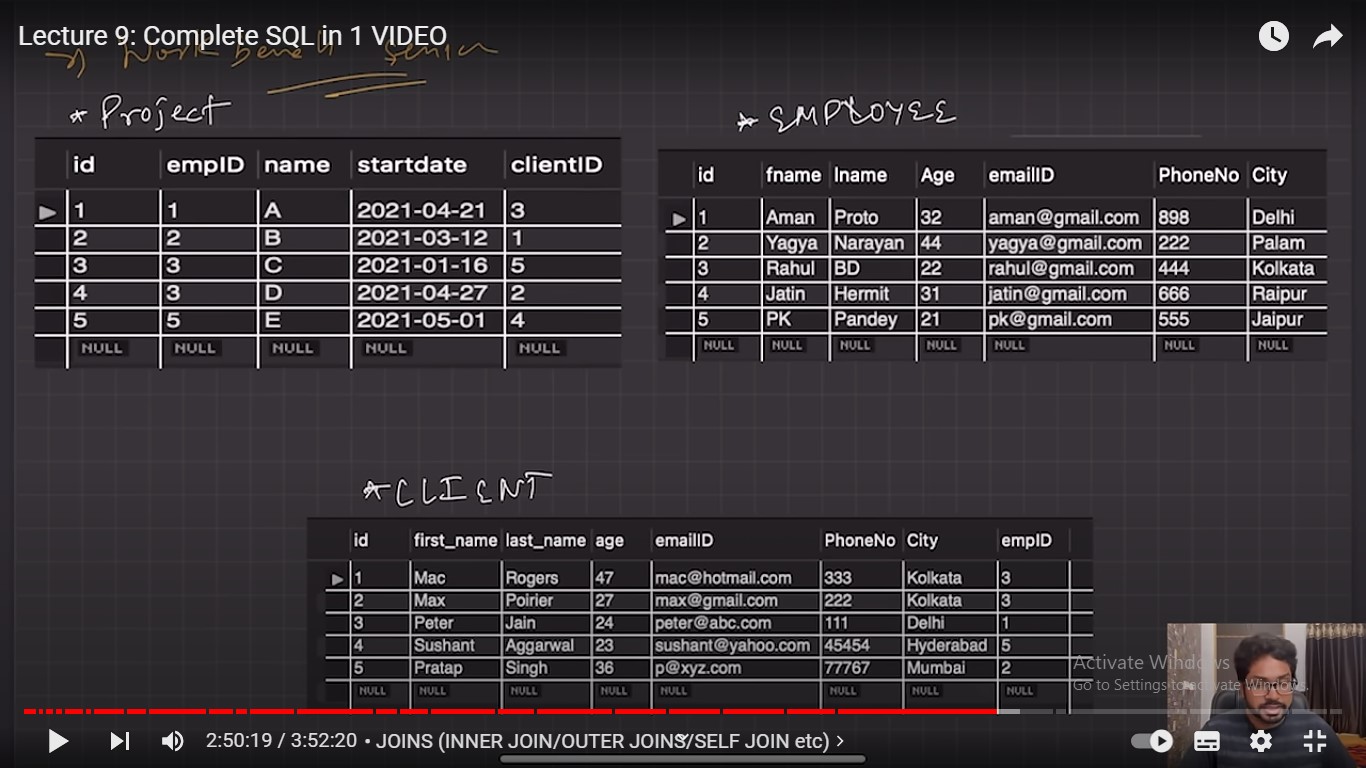 Lecture 9: Complete SQL in 1 VIDEO
* Project
id empID name startdate clientID
1 1 A 2021-04-21 3
2 2 B 2021-03-12 1
3 3 C 2021-01-16 5
4 3 D 2021-04-27 2
5 5 E 2021-05-01 4
NULL NULL NULL NULL NULL
* EMPLOYEE
id fname lname Age emailID PhoneNo City
1 Aman Proto 32 aman@gmail.com 898 Delhi
2 Yagya Narayan 44 yagya@gmail.com 222 Palam
3 Rahul BD 22 rahul@gmail.com 444 Kolkata
4 Jatin Hermit 31 jatin@gmail.com 666 Raipur
5 PK Pandey 21 pk@gmail.com 555 Jaipur
NULL NULL NULL NULL NULL NULL NULL
* CLIENT
id first_name last_name age emailID PhoneNo City empID
1 Mac Rogers 47 mac@hotmail.com 333 Kolkata 3
2 Max Poirier 27 max@gmail.com 222 Kolkata 3
3 Peter Jain 24 peter@abc.com 111 Delhi 1
4 Sushant Aggarwal 23 sushant@yahoo.com 45454 Hyderabad 5
5 Pratap Singh 36 p@xyz.com 77767 Mumbai 2
NULL NULL NULL NULL NULL NULL NULL NULL
Activate Windows
Go to Settings to activate Windows.
2:50:19 / 3:52:20 • JOINS (INNER JOIN/OUTER JOINS/SELF JOIN etc) >